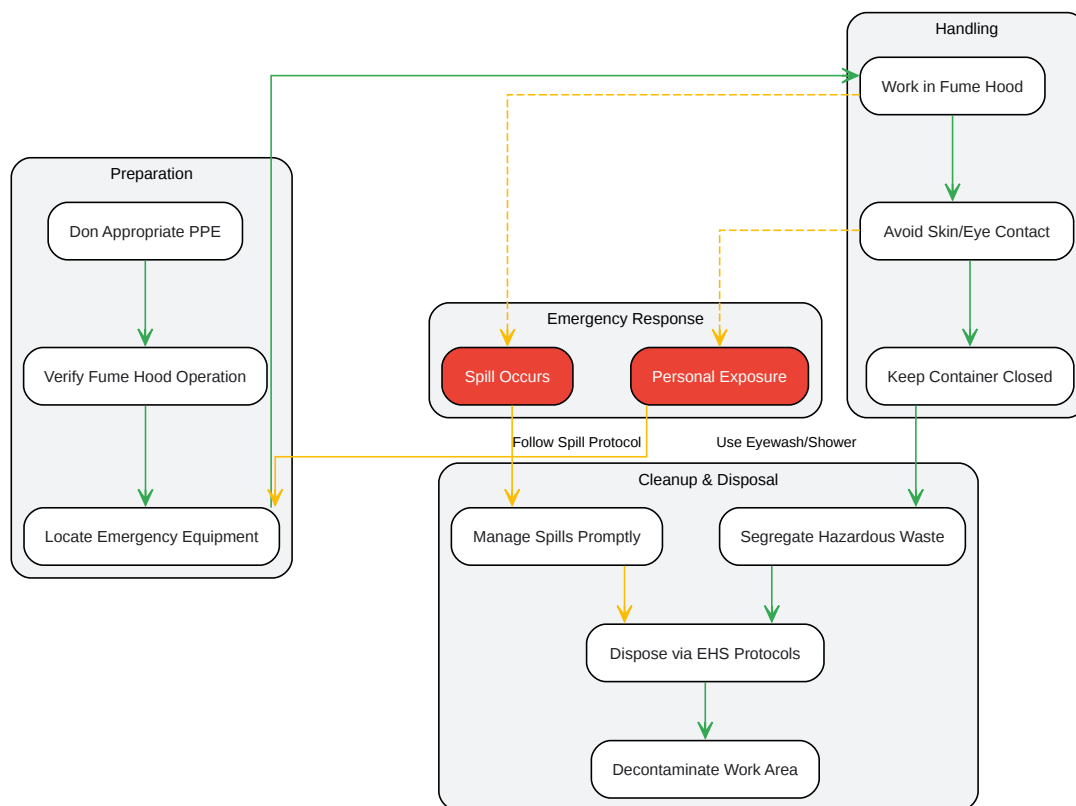 Handling
Work in Fume Hood
Preparation
Don Appropriate PPE
Avoid Skin/Eye Contact
Emergency Response
Verify Fume Hood Operation
Spill Occurs
Personal Exposure
Keep Container Closed
Follow Spill Protocol
Use Eyewash/Shower
Cleanup & Disposal
Locate Emergency Equipment
Manage Spills Promptly
Segregate Hazardous Waste
Dispose via EHS Protocols
Decontaminate Work Area